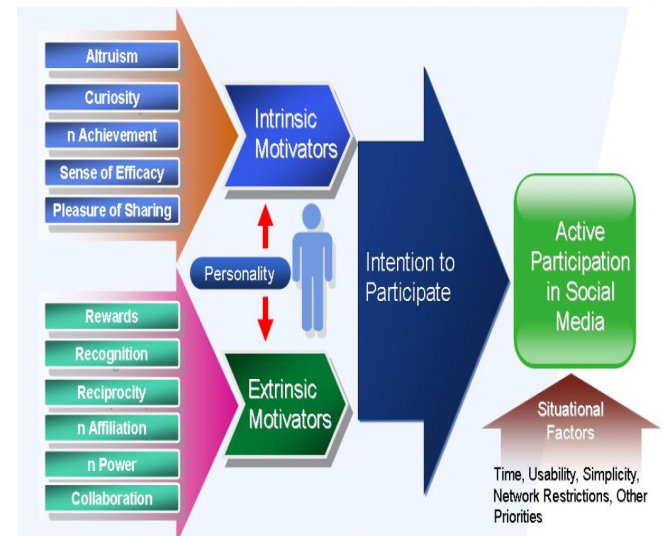 Altruism
Curiosity
n Achievement
Sense of Efficacy
Pleasure of Sharing
Intrinsic
Motivators
Personality
Rewards
Recognition
Reciprocity
n Affiliation
n Power
Collaboration
Extrinsic
Motivators
Intention to
Participate
Active
Participation
in Social
Media
Situational
Factors
Time, Usability, Simplicity,
Network Restrictions, Other
Priorities